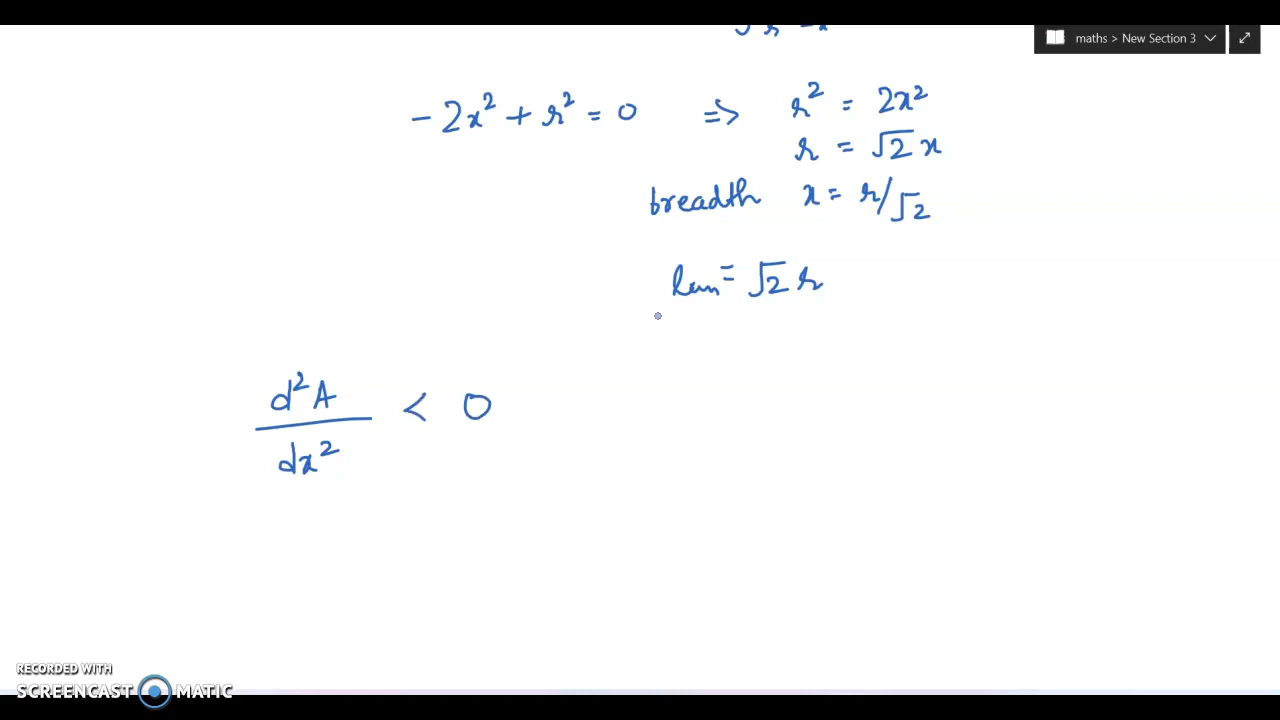 maths > New Section 3
- 2x² + r² = 0 => r² = 2x²
r = √2 x
breadth x = r/√2
= √2 r
d²A / dx² < 0
RECORDED WITH
SCREENCAST MATIC